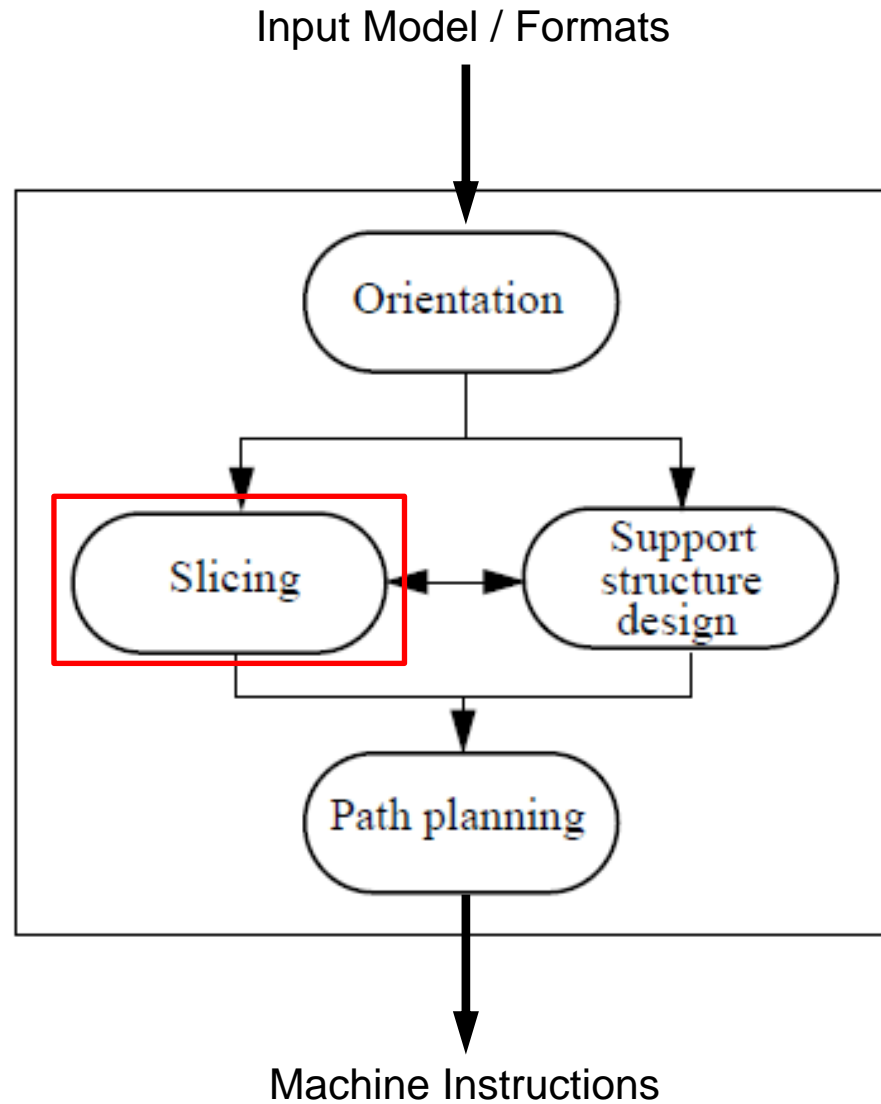 Input Model / Formats
Orientation
Slicing
Support
structure
design
Path planning
Machine Instructions